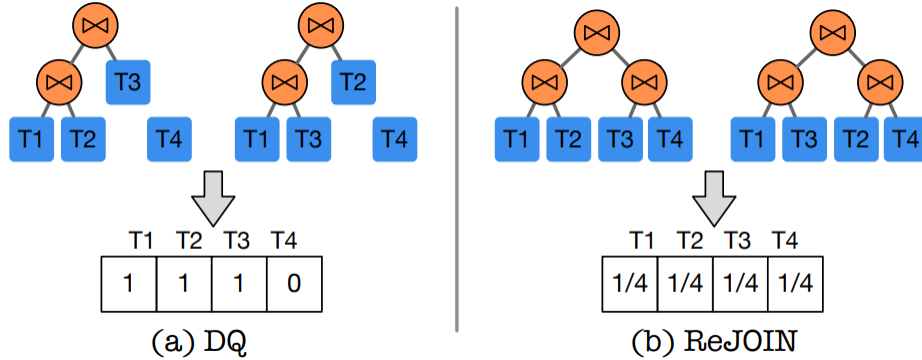 T3 T2
T1 T2 T4 T1 T3 T4
T1 T2 T3 T4
1 1 1 0
(a) DQ
T1 T2 T3 T4 T1 T3 T2 T4
T1 T2 T3 T4
1/4 1/4 1/4 1/4
(b) ReJOIN